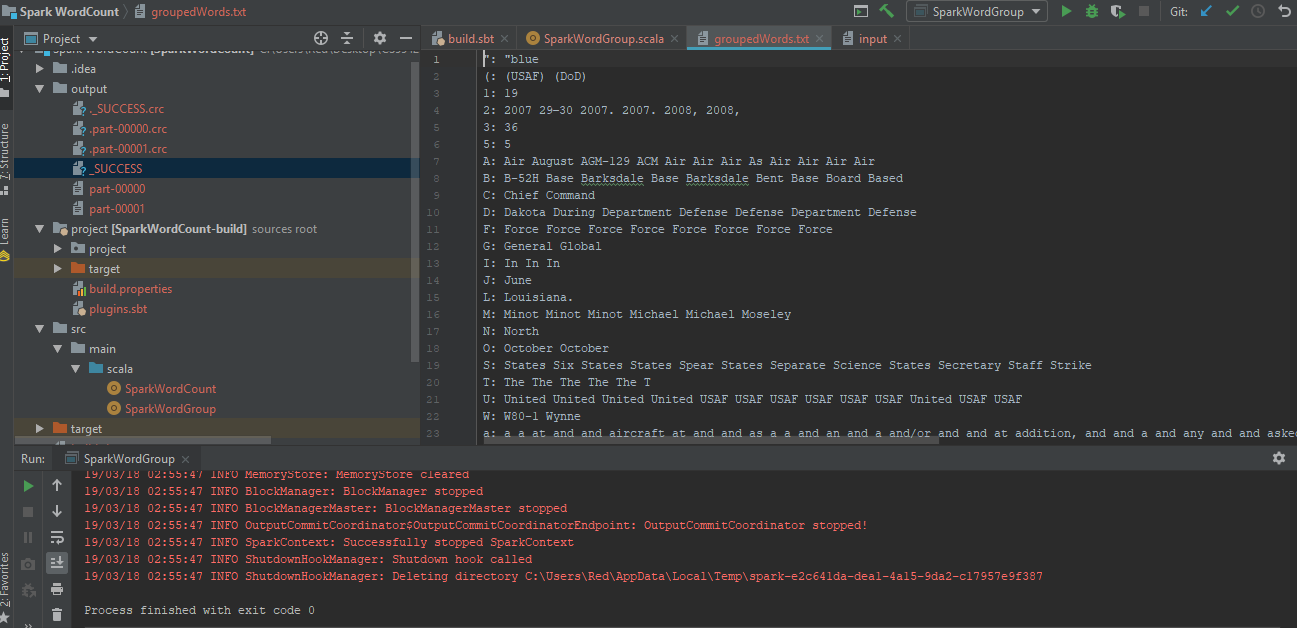 Spark WordCount groupedWords.txt SparkWordGroup Git:
Project build.sbt SparkWordGroup.scala groupedWords.txt input
1: Project
7: Structure
Learn
2: Favorites
.idea
output
._SUCCESS.crc
.part-00000.crc
.part-00001.crc
_SUCCESS
part-00000
part-00001
project [SparkWordCount-build] sources root
project
target
build.properties
plugins.sbt
src
main
scala
SparkWordCount
SparkWordGroup
target
1 ": "blue
2 (: (USAF) (DoD)
3 1: 19
4 2: 2007 29-30 2007. 2007. 2008, 2008,
5 3: 36
6 5: 5
7 A: Air August AGM-129 ACM Air Air Air As Air Air Air Air
8 B: B-52H Base Barksdale Base Barksdale Bent Base Board Based
9 C: Chief Command
10 D: Dakota During Department Defense Defense Department Defense
11 F: Force Force Force Force Force Force Force Force
12 G: General Global
13 I: In In In
14 J: June
15 L: Louisiana.
16 M: Minot Minot Minot Michael Michael Moseley
17 N: North
18 O: October October
19 S: States Six States States Spear States Separate Science States Secretary Staff Strike
20 T: The The The The The T
21 U: United United United United USAF USAF USAF USAF USAF USAF United USAF USAF
22 W: W80-1 Wynne
23 a: a a at and and aircraft at and and as a a and an and a and/or and and at addition, and and a and any and and asked
Run: SparkWordGroup
19/03/18 02:55:47 INFO MemoryStore: MemoryStore cleared
19/03/18 02:55:47 INFO BlockManager: BlockManager stopped
19/03/18 02:55:47 INFO BlockManagerMaster: BlockManagerMaster stopped
19/03/18 02:55:47 INFO OutputCommitCoordinator$OutputCommitCoordinatorEndpoint: OutputCommitCoordinator stopped!
19/03/18 02:55:47 INFO SparkContext: Successfully stopped SparkContext
19/03/18 02:55:47 INFO ShutdownHookManager: Shutdown hook called
19/03/18 02:55:47 INFO ShutdownHookManager: Deleting directory C:\Users\Red\AppData\Local\Temp\spark-e2c641da-dea1-4a15-9da2-c17957e9f387
Process finished with exit code 0